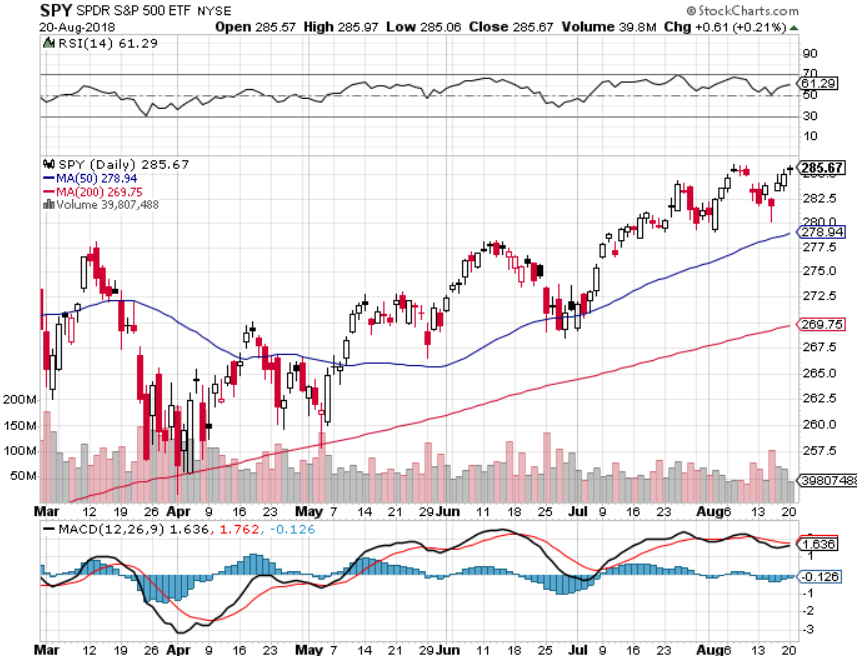 SPY SPDR S&P 500 ETF NYSE
© StockCharts.com
20-Aug-2018
Open 285.57 High 285.97 Low 285.06 Close 285.67 Volume 39.8M Chg +0.61 (+0.21%)
RSI(14) 61.29
90
70
61.29
50
30
10
SPY (Daily) 285.67
MA(50) 278.94
MA(200) 269.75
Volume 39,807,488
285.67
282.5
280.0
278.94
277.5
275.0
272.5
269.75
267.5
265.0
262.5
260.0
257.5
39807488
200M
150M
100M
50M
Mar 12 19 26 Apr 9 16 23 May 7 14 21 29 Jun 11 18 25 Jul 9 16 23 Aug 6 13 20
MACD(12,26,9) 1.636, 1.762, -0.126
1.636
1
-0.126
-1
-2
-3
Mar 12 19 26 Apr 9 16 23 May 7 14 21 29 Jun 11 18 25 Jul 9 16 23 Aug 6 13 20